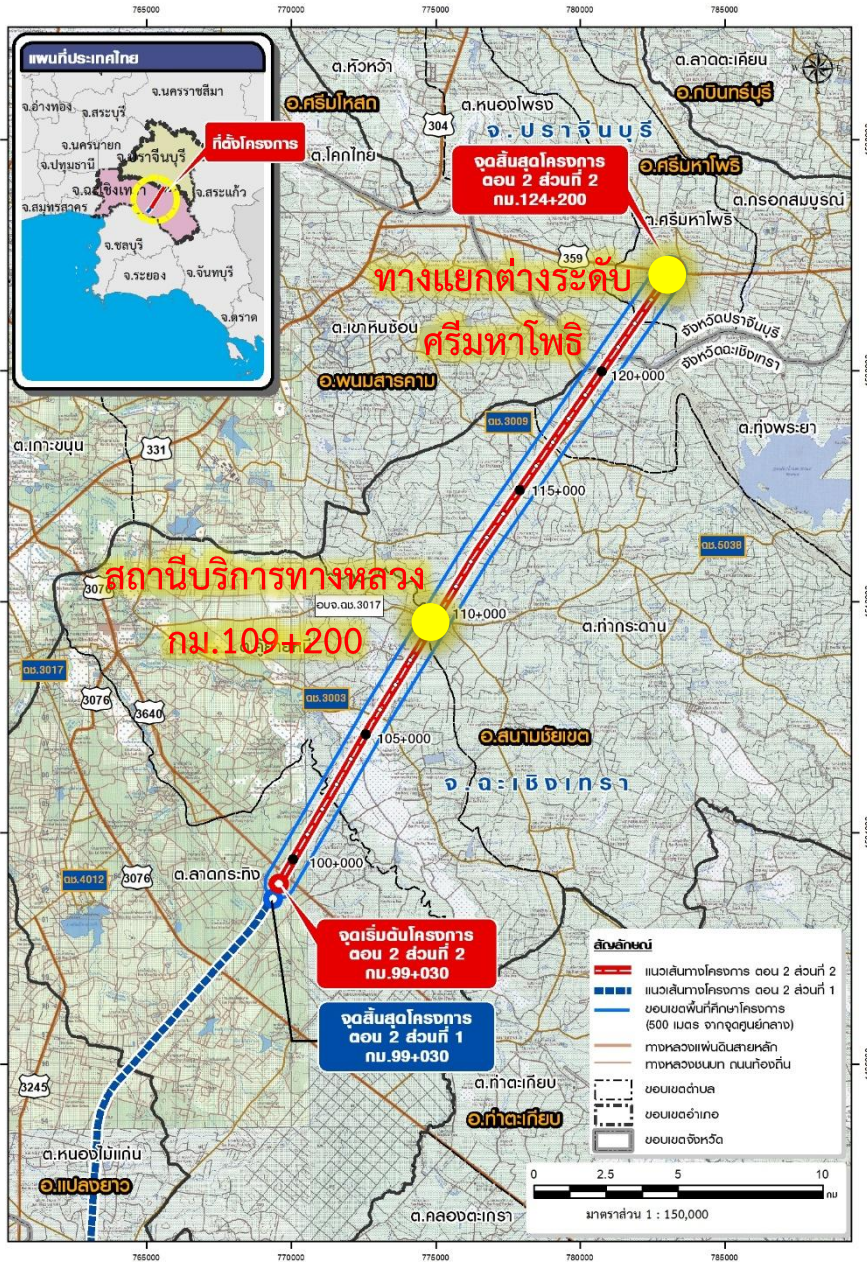 765000
770000
775000
780000
785000
แผนที่ประเทศไทย
จ.นครราชสีมา
จ.อ่างทอง
จ.สระบุรี
จ.นครนายก
จ.ปราจีนบุรี
จ.ปทุมธานี
จ.ฉะเชิงเทรา
จ.สระแก้ว
จ.สมุทรสาคร
จ.ชลบุรี
จ.ระยอง
จ.จันทบุรี
จ.ตราด
ที่ตั้งโครงการ
ต.หัวหว้า
ต.ลาดตะเคียน
อ.ศรีมโหสถ
อ.กบินทร์บุรี
ต.หนองโพรง
304
จ.ปราจีนบุรี
ต.โคกไทย
จุดสิ้นสุดโครงการ
ตอน 2 ส่วนที่ 2
กม.124+200
อ.ศรีมหาโพธิ
ต.กรอกสมบูรณ์
ต.ศรีมหาโพธิ
359
ทางแยกต่างระดับ
ศรีมหาโพธิ
ต.เขาหินซ้อน
จังหวัดปราจีนบุรี
จังหวัดฉะเชิงเทรา
อ.พนมสารคาม
120+000
ฉช.3009
ต.ทุ่งพระยา
ต.เกาะขนุน
331
115+000
ฉช.5038
สถานีบริการทางหลวง
กม.109+200
3076
อบจ.ฉช.3017
110+000
ต.ท่ากระดาน
ฉช.3017
3076
3640
ฉช.3003
105+000
อ.สนามชัยเขต
จ.ฉะเชิงเทรา
100+000
ต.ลาดกระทิง
ฉช.4012
3076
จุดเริ่มต้นโครงการ
ตอน 2 ส่วนที่ 2
กม.99+030
จุดสิ้นสุดโครงการ
ตอน 2 ส่วนที่ 1
กม.99+030
3245
ต.ท่าตะเกียบ
อ.ท่าตะเกียบ
ต.หนองไม้แก่น
อ.แปลงยาว
ต.คลองตะเกรา
สัญลักษณ์
แนวเส้นทางโครงการ ตอน 2 ส่วนที่ 2
แนวเส้นทางโครงการ ตอน 2 ส่วนที่ 1
ขอบเขตพื้นที่ศึกษาโครงการ
(500 เมตร จากจุดศูนย์กลาง)
ทางหลวงแผ่นดินสายหลัก
ทางหลวงชนบท ถนนท้องถิ่น
ขอบเขตตำบล
ขอบเขตอำเภอ
ขอบเขตจังหวัด
0 2.5 5 10
กม
มาตราส่วน 1 : 150,000
765000
770000
775000
780000
785000